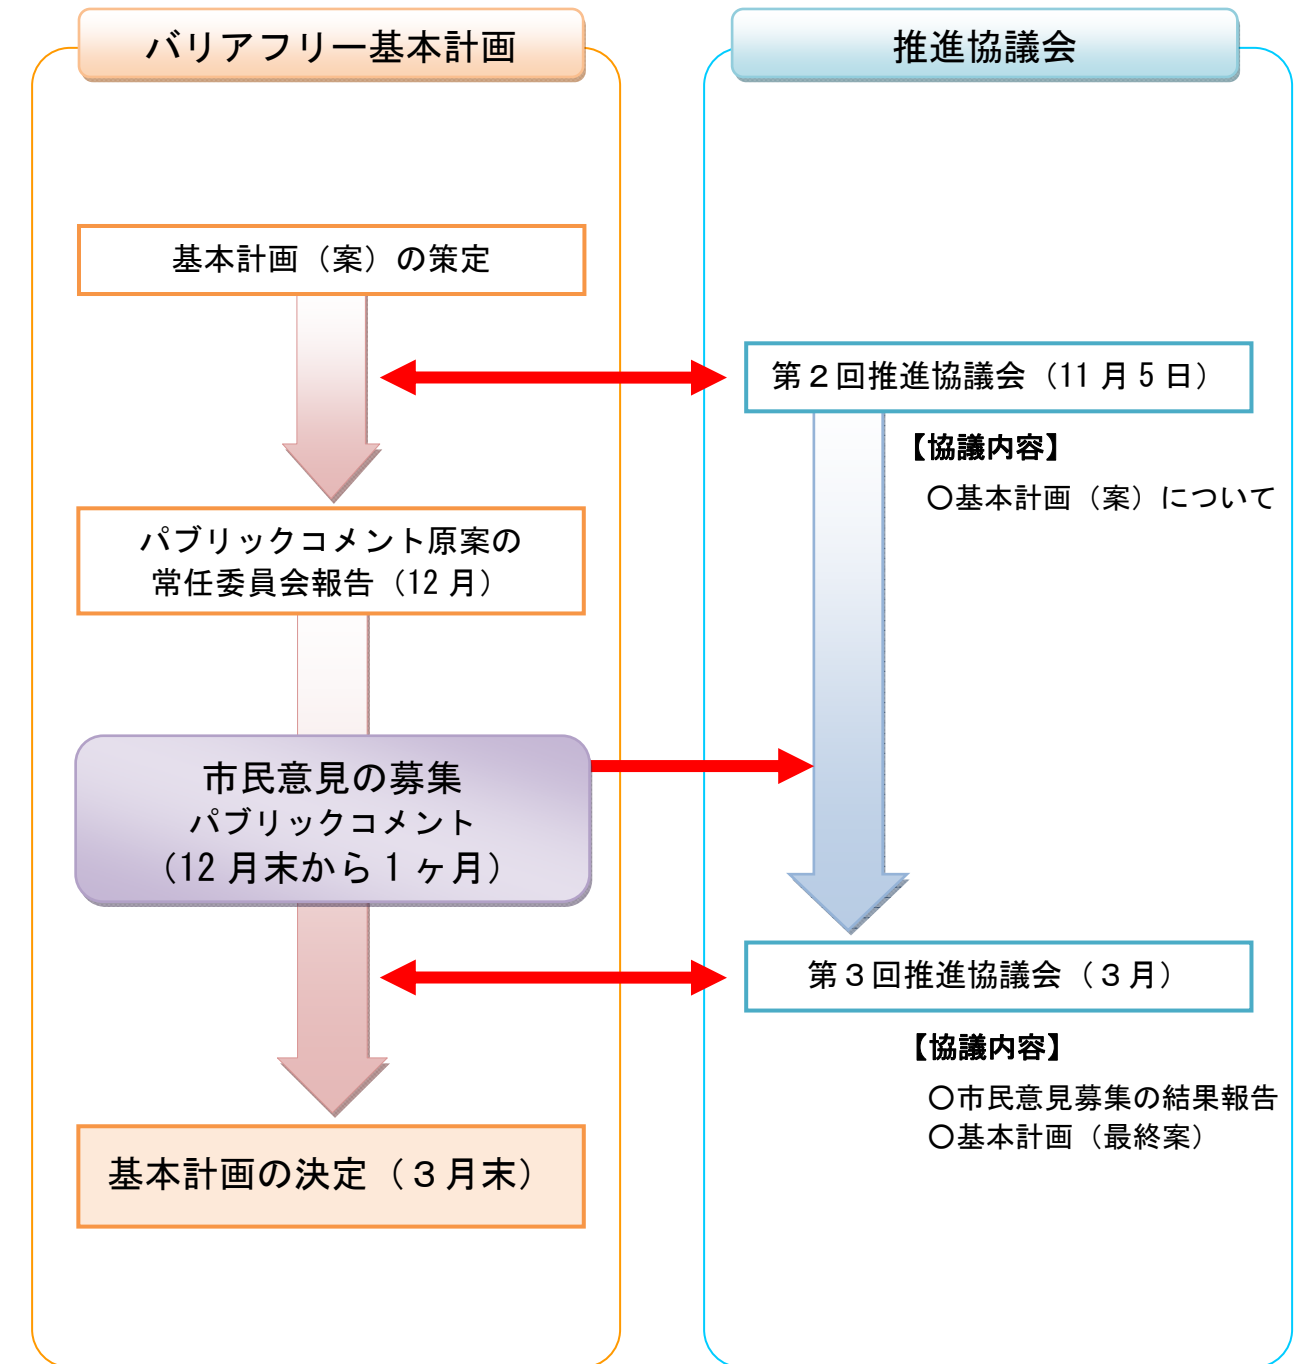 バリアフリー基本計画
基本計画（案）の策定
パブリックコメント原案の
常任委員会報告（12月）
市民意見の募集
パブリックコメント
（12月末から1ヶ月）
基本計画の決定（３月末）
推進協議会
第２回推進協議会（11月5日）
【協議内容】
○基本計画（案）について
第３回推進協議会（３月）
【協議内容】
○市民意見募集の結果報告
○基本計画（最終案）